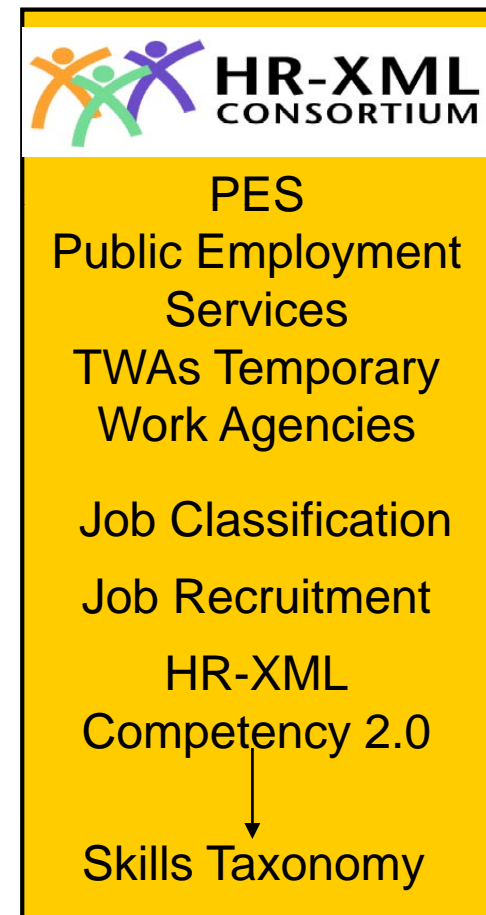 HR-XML
CONSORTIUM
PES
Public Employment
Services
TWAs Temporary
Work Agencies
Job Classification
Job Recruitment
HR-XML
Competency 2.0
Skills Taxonomy